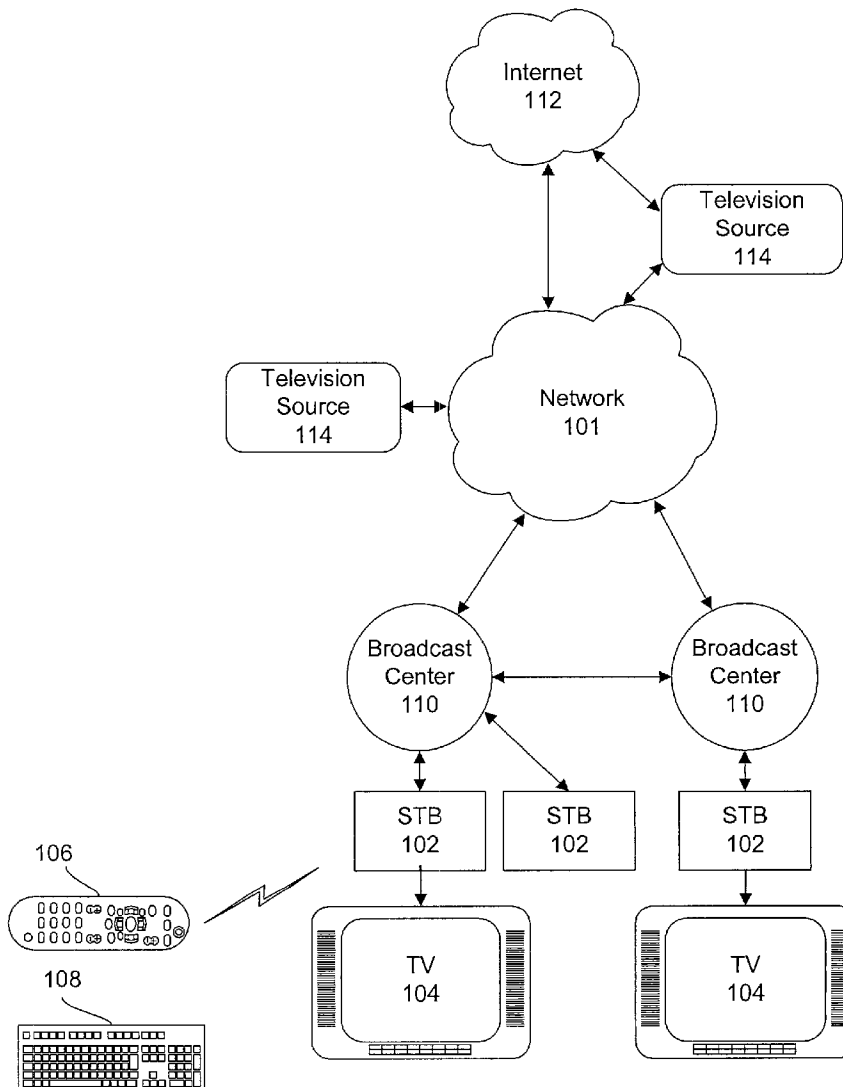 Internet
112
Television
Source
114
Television
Source
114
Network
101
Broadcast
Center
110
Broadcast
Center
110
STB
102
STB
102
STB
102
106
TV
104
TV
104
108